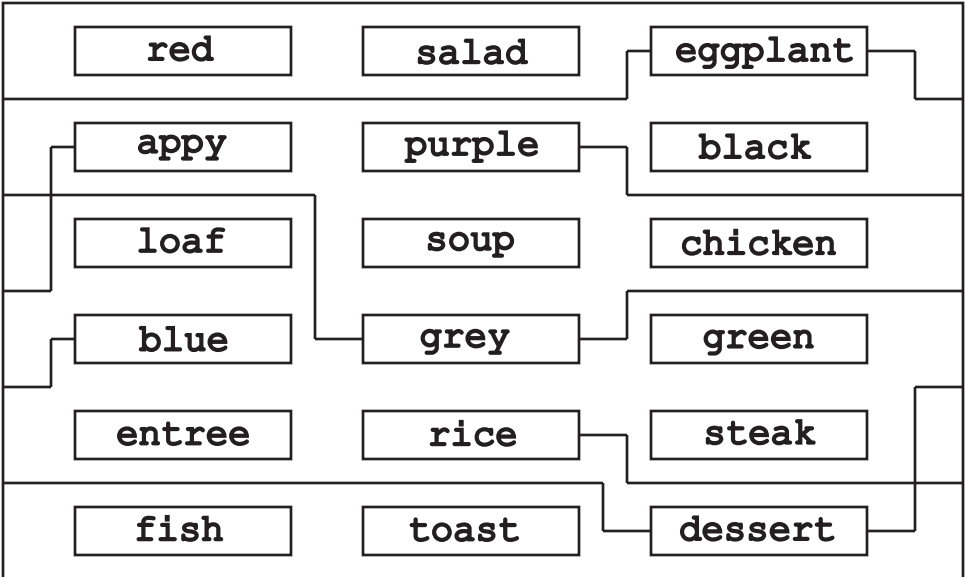 red salad eggplant
appy purple black
loaf soup chicken
blue grey green
entree rice steak
fish toast dessert